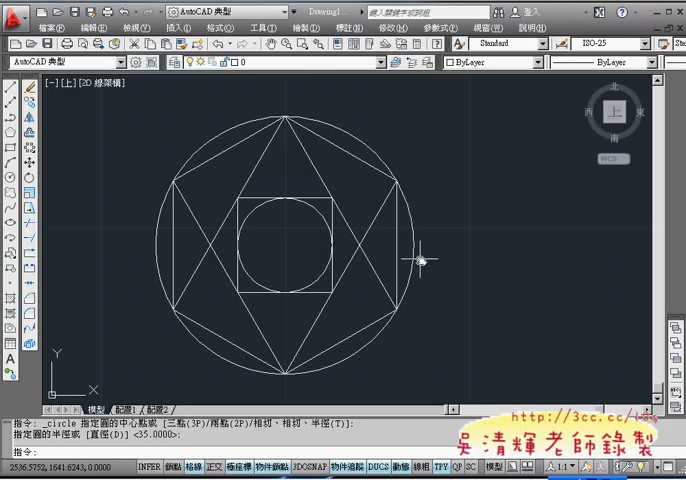 AutoCAD 典型
Drawing1...
鍵入關鍵字或詞組
登入
檔案(F) 編輯(E) 檢視(V) 插入(I) 格式(O) 工具(T) 繪製(D) 標註(N) 修改(M) 參數式(P) 視窗(W) 說明(H)
Standard ISO-25
AutoCAD 典型 0 ByLayer ByLayer
[−] [上] [2D 線架構]
北
西 上 東
南
WCS
Y
X
模型 配置1 配置2
指令: _circle 指定圓的中心點或 [三點(3P)/兩點(2P)/相切、相切、半徑(T)]:
指定圓的半徑或 [直徑(D)] <35.0000>:
指令:
http://3cc.cc/10s
吳清輝老師錄製
2536.5752, 1641.6243, 0.0000 INFER 鎖點 格線 正交 極座標 物件鎖點 3DOSNAP 物件追蹤 DUCS 動態 線粗 TPY QP SC 模型 1:1